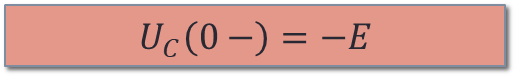 U_C(0 −) = −E